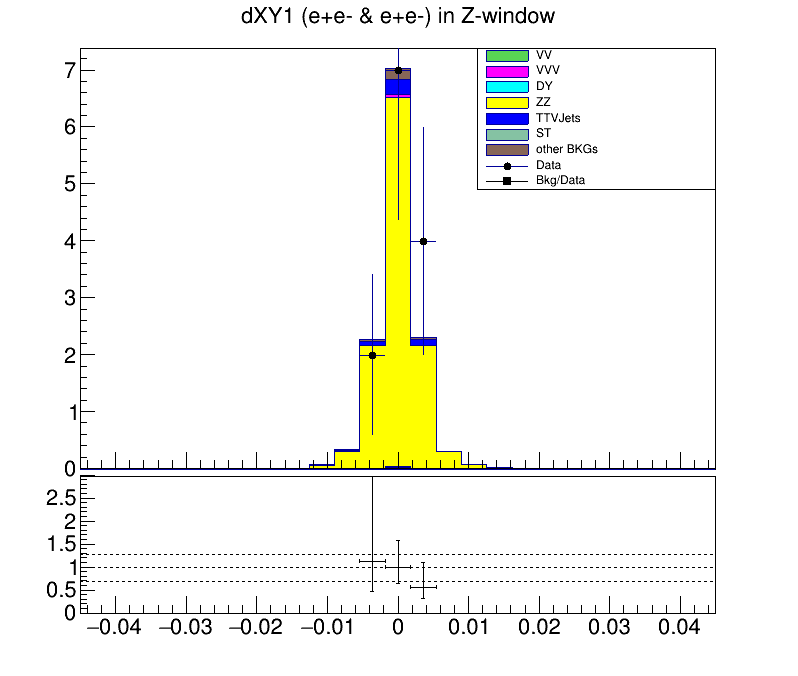 dXY1 (e+e- & e+e-) in Z-window
7
6
5
4
3
2
1
0
VV
VVV
DY
ZZ
TTVJets
ST
other BKGs
Data
Bkg/Data
2.5
2
1.5
1
0.5
0
−0.04 −0.03 −0.02 −0.01 0 0.01 0.02 0.03 0.04